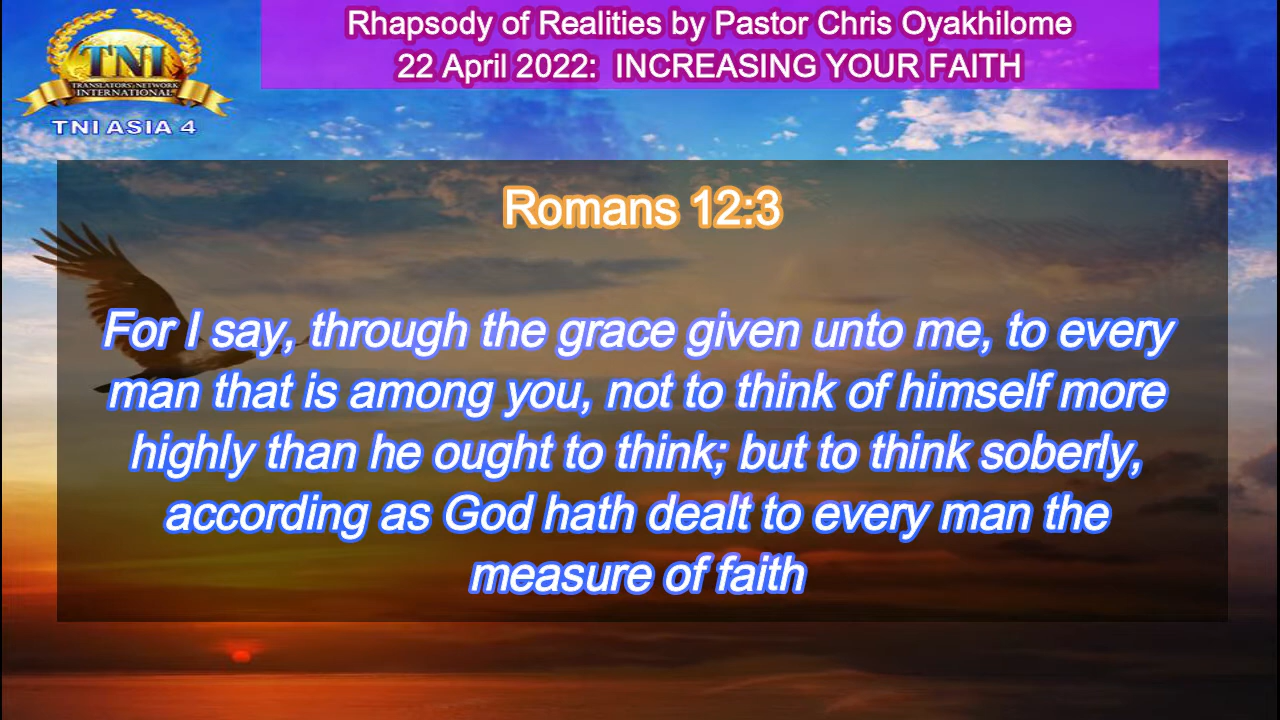 Rhapsody of Realities by Pastor Chris Oyakhilome
22 April 2022: INCREASING YOUR FAITH
TNI
TRANSLATORS' NETWORK
INTERNATIONAL
TNI ASIA 4
Romans 12:3
For I say, through the grace given unto me, to every
man that is among you, not to think of himself more
highly than he ought to think; but to think soberly,
according as God hath dealt to every man the
measure of faith